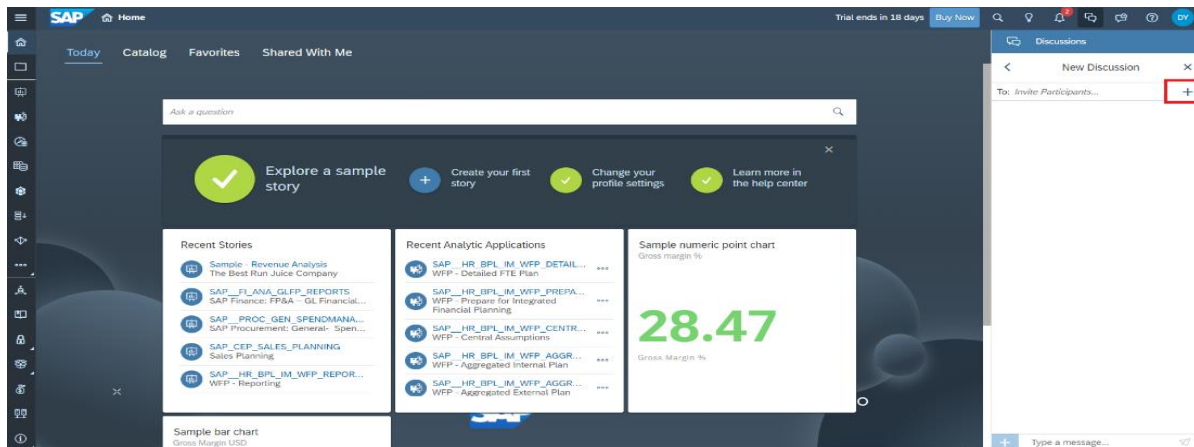 SAP Home
Trial ends in 18 days Buy Now
2
DY
Today Catalog Favorites Shared With Me
Ask a question
Explore a sample
story
Create your first
story
Change your
profile settings
Learn more in
the help center
Recent Stories
Sample - Revenue Analysis
The Best Run Juice Company
SAP__FI_ANA_GLFP_REPORTS
SAP Finance: FP&A – GL Financial...
SAP__PROC_GEN_SPENDMANA...
SAP Procurement: General- Spen...
SAP_CEP_SALES_PLANNING
Sales Planning
SAP__HR_BPL_IM_WFP_REPOR...
WFP - Reporting
Recent Analytic Applications
SAP__HR_BPL_IM_WFP_DETAIL...
WFP - Detailed FTE Plan
SAP__HR_BPL_IM_WFP_PREPA...
WFP - Prepare for Integrated
Financial Planning
SAP__HR_BPL_IM_WFP_CENTR...
WFP - Central Assumptions
SAP__HR_BPL_IM_WFP_AGGR...
WFP - Aggregated Internal Plan
SAP__HR_BPL_IM_WFP_AGGR...
WFP - Aggregated External Plan
Sample numeric point chart
Gross margin %
28.47
Gross Margin %
Sample bar chart
Gross Margin USD
Discussions
New Discussion
To: Invite Participants...
Type a message...